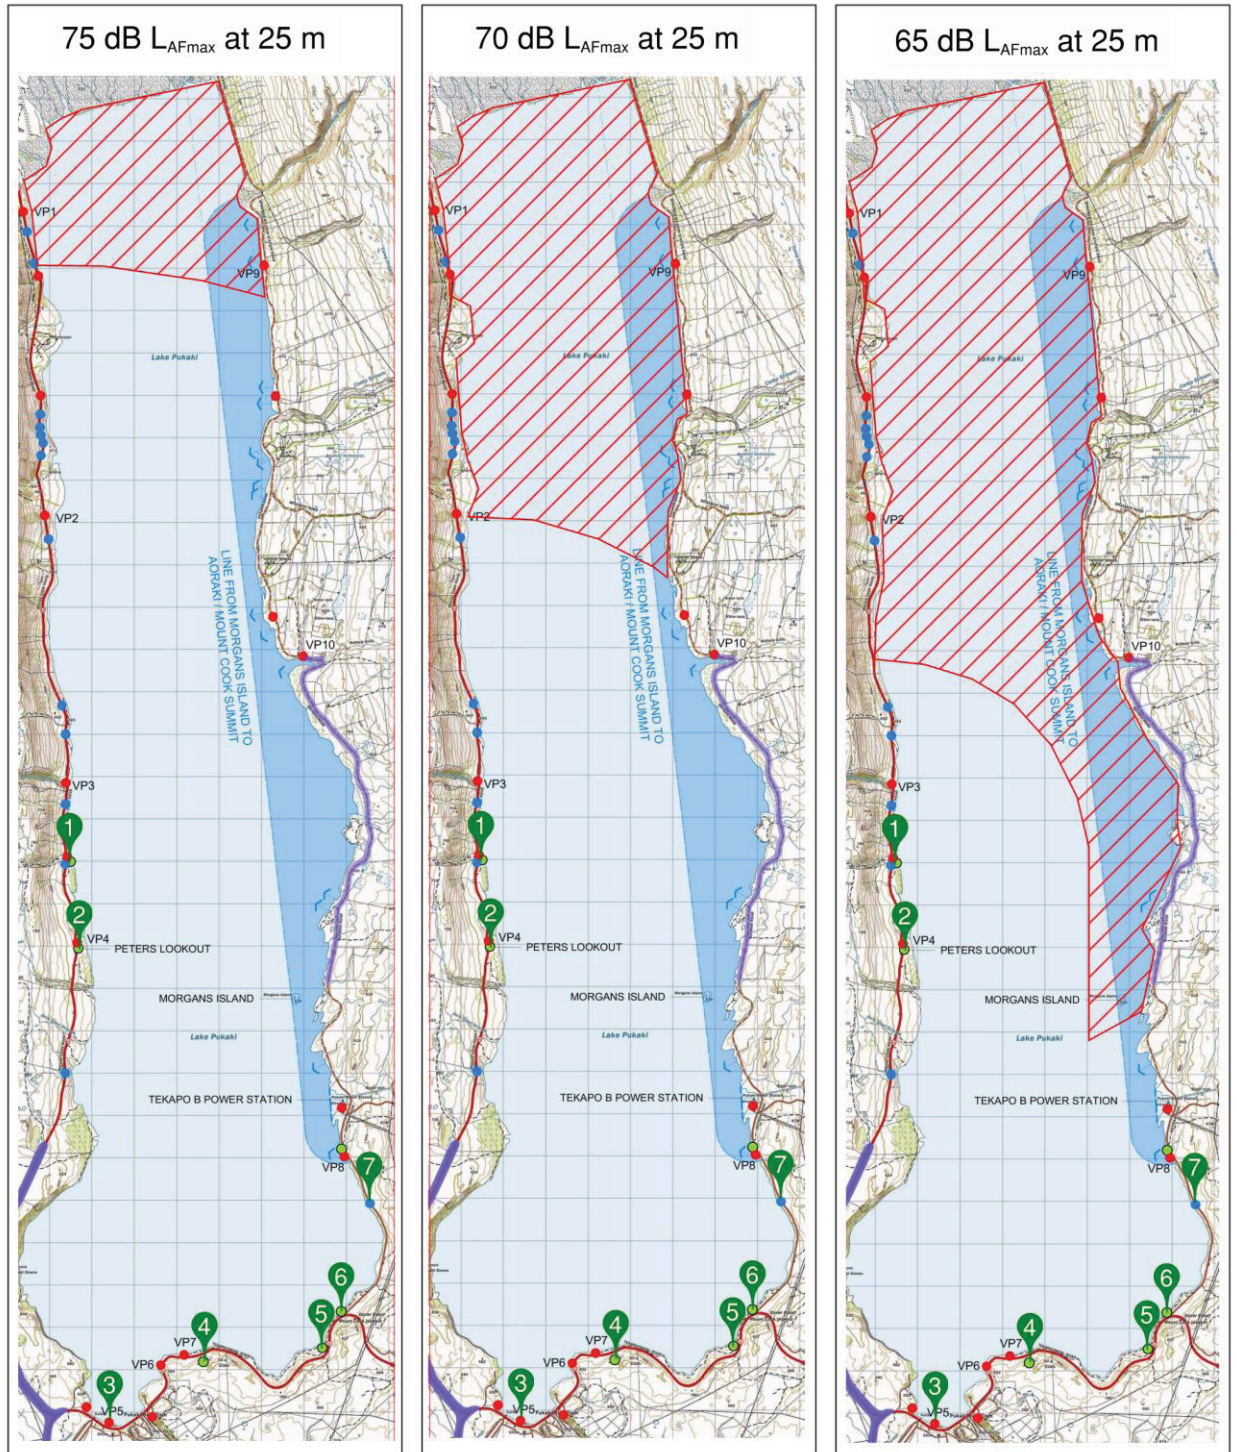 75 dB LAFmax at 25 m
VP1
VP9
Lake Pukaki
VP2
LINE FROM MORGANS ISLAND TO
AORAKI / MOUNT COOK SUMMIT
VP10
VP3
1
2
VP4
PETERS LOOKOUT
MORGANS ISLAND
Morgans Island
Lake Pukaki
TEKAPO B POWER STATION
VP8
7
6
5
4
VP7
VP6
3
VP5
70 dB LAFmax at 25 m
VP1
VP9
Lake Pukaki
VP2
LINE FROM MORGANS ISLAND TO
AORAKI / MOUNT COOK SUMMIT
VP10
VP3
1
2
VP4
PETERS LOOKOUT
MORGANS ISLAND
Morgans Island
Lake Pukaki
TEKAPO B POWER STATION
VP8
7
6
5
4
VP7
VP6
3
VP5
65 dB LAFmax at 25 m
VP1
VP9
Lake Pukaki
VP2
LINE FROM MORGANS ISLAND TO
AORAKI / MOUNT COOK SUMMIT
VP10
VP3
1
2
VP4
PETERS LOOKOUT
MORGANS ISLAND
Lake Pukaki
TEKAPO B POWER STATION
VP8
7
6
5
4
VP7
VP6
3
VP5